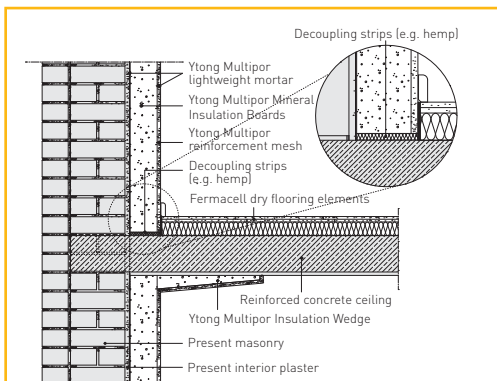 Decoupling strips (e.g. hemp)
Ytong Multipor
lightweight mortar
Ytong Multipor Mineral
Insulation Boards
Ytong Multipor
reinforcement mesh
Decoupling strips
(e.g. hemp)
Fermacell dry flooring elements
Reinforced concrete ceiling
Ytong Multipor Insulation Wedge
Present masonry
Present interior plaster